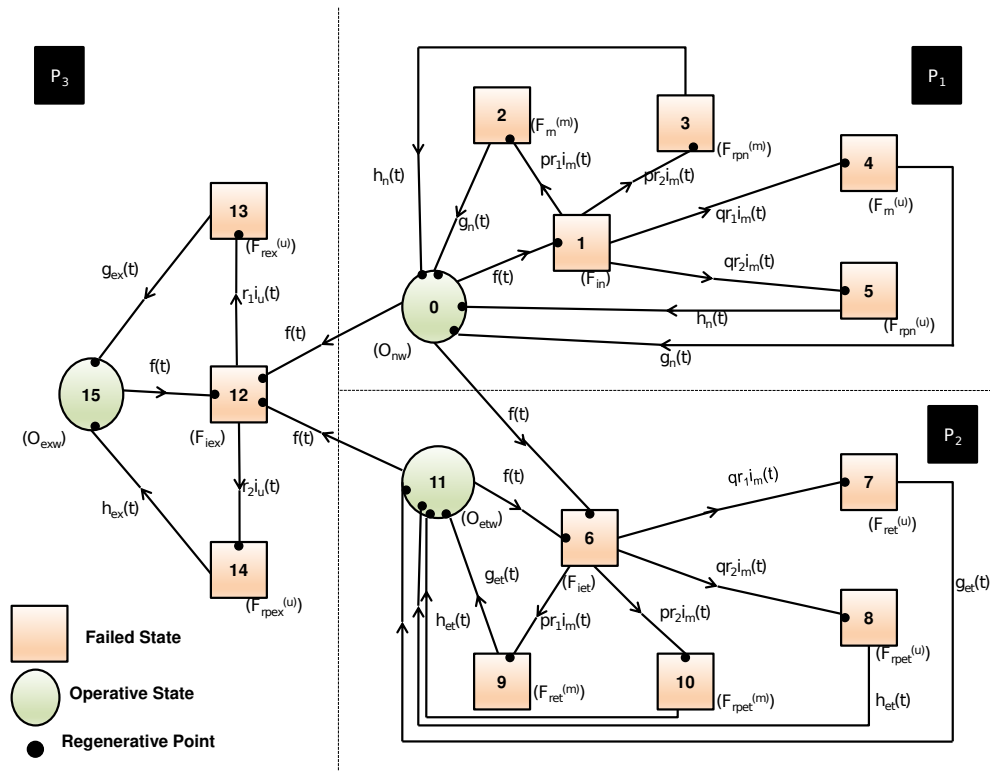 P3
P1
2
(Frn(m))
3
(Frpn(m))
4
(Frn(u))
hn(t)
pr1im(t)
pr2im(t)
gn(t)
qr1im(t)
1
(Fin)
13
(Frex(u))
gex(t)
r1iu(t)
f(t)
0
(Onw)
qr2im(t)
5
(Frpn(u))
hn(t)
gn(t)
f(t)
f(t)
15
(Oexw)
12
(Fiex)
f(t)
f(t)
P2
11
(Oetw)
f(t)
qr1im(t)
7
(Fret(u))
hex(t)
r2iu(t)
6
(Fiet)
qr2im(t)
get(t)
14
(Frpex(u))
get(t)
het(t)
pr1im(t)
pr2im(t)
8
(Frpet(u))
het(t)
9
(Fret(m))
10
(Frpet(m))
Failed State
Operative State
Regenerative Point